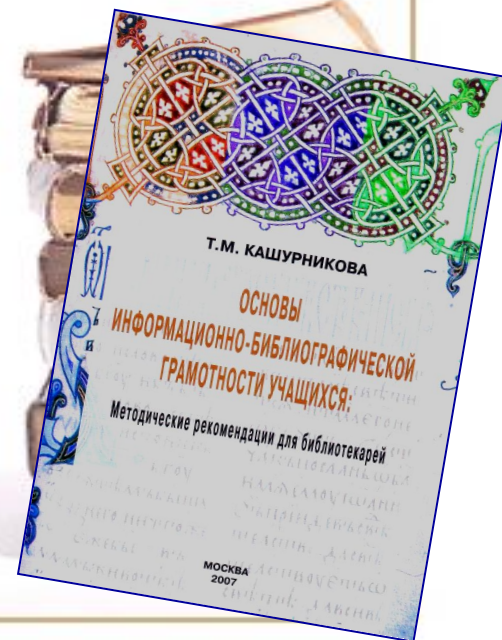 Т.М. КАШУРНИКОВА
ОСНОВЫ
ИНФОРМАЦИОННО-БИБЛИОГРАФИЧЕСКОЙ
ГРАМОТНОСТИ УЧАЩИХСЯ:
Методические рекомендации для библиотекарей
МОСКВА
2007